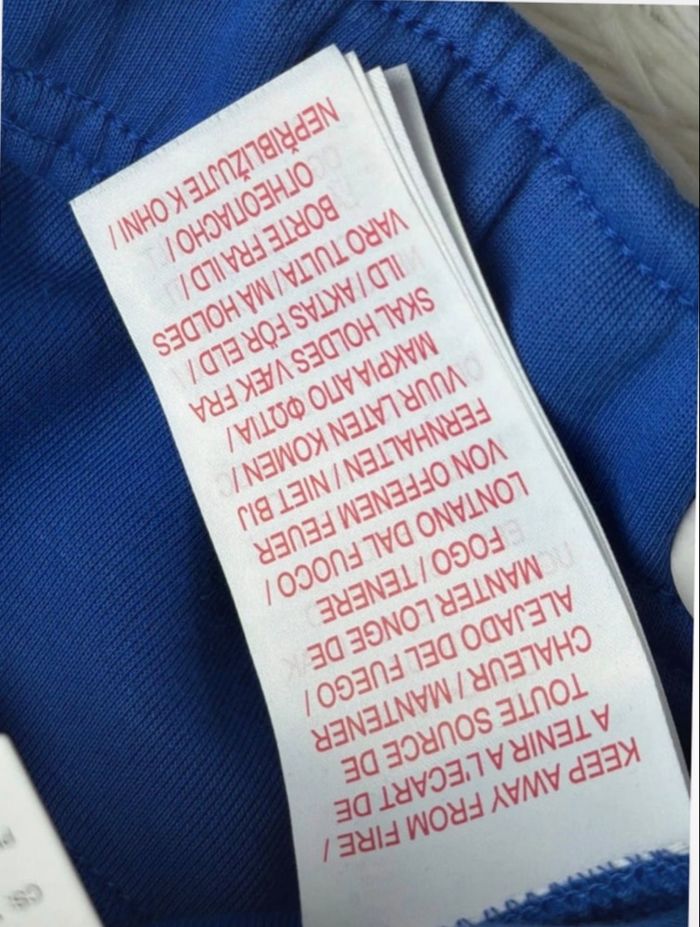 KEEP AWAY FROM FIRE /
A TENIR A L'ECART DE
TOUTE SOURCE DE
CHALEUR / MANTENER
ALEJADO DEL FUEGO /
MANTER LONGE DE
FOGO / TENERE
LONTANO DAL FUOCO /
VON OFFENEM FEUER
FERNHALTEN / NIET BIJ
VUUR LATEN KOMEN /
ΜΑΚΡΙΑ ΑΠΟ ΦΩΤΙΑ /
SKAL HOLDES VÆK FRA
ILD / AKTAS FÖR ELD /
VARO TULTA / MÅ HOLDES
BORTE FRA ILD /
ОГНЕОПАСНО /
NEPŘIBLIŽUJTE K OHNI /